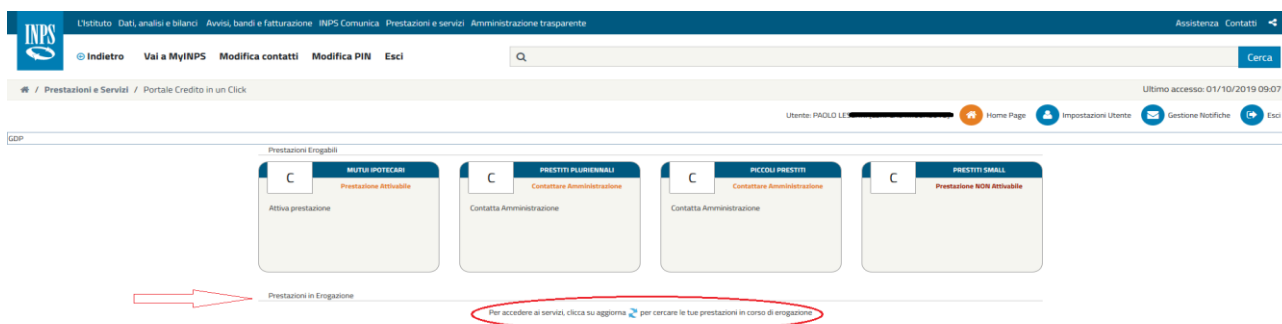 INPS
L'Istituto Dati, analisi e bilanci Avvisi, bandi e fatturazione INPS Comunica Prestazioni e servizi Amministrazione trasparente Assistenza Contatti
Indietro Vai a MyINPS Modifica contatti Modifica PIN Esci Cerca
/ Prestazioni e Servizi / Portale Credito in un Click Ultimo accesso: 01/10/2019 09:07
Utente: PAOLO Home Page Impostazioni Utente Gestione Notifiche Esci
GDP
Prestazioni Erogabili
C MUTUI IPOTECARI
Prestazione Attivabile
Attiva prestazione
C PRESTITI PLURIENNALI
Contattare Amministrazione
Contatta Amministrazione
C PICCOLI PRESTITI
Contattare Amministrazione
Contatta Amministrazione
C PRESTITI SMALL
Prestazione NON Attivabile
Prestazioni in Erogazione
Per accedere ai servizi, clicca su aggiorna per cercare le tue prestazioni in corso di erogazione